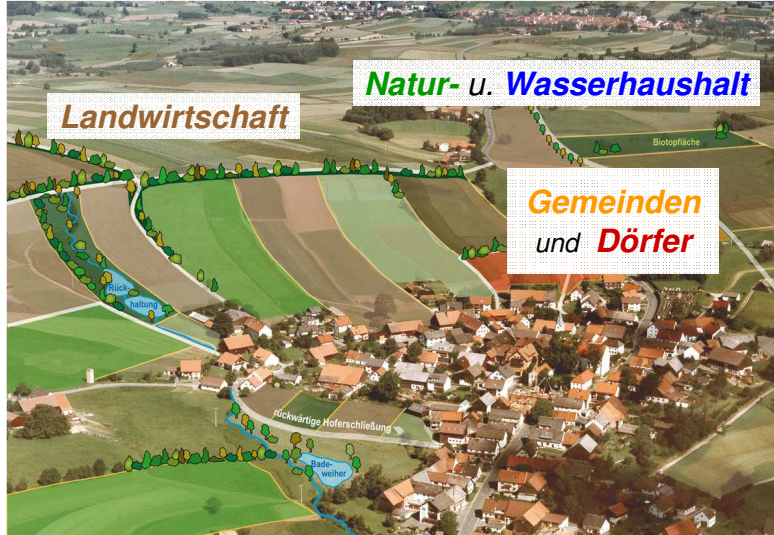 Natur- u. Wasserhaushalt
Landwirtschaft
Biotopfläche
Gemeinden
und Dörfer
Rück-
haltung
rückwärtige Hoferschließung
Bade-
weiher